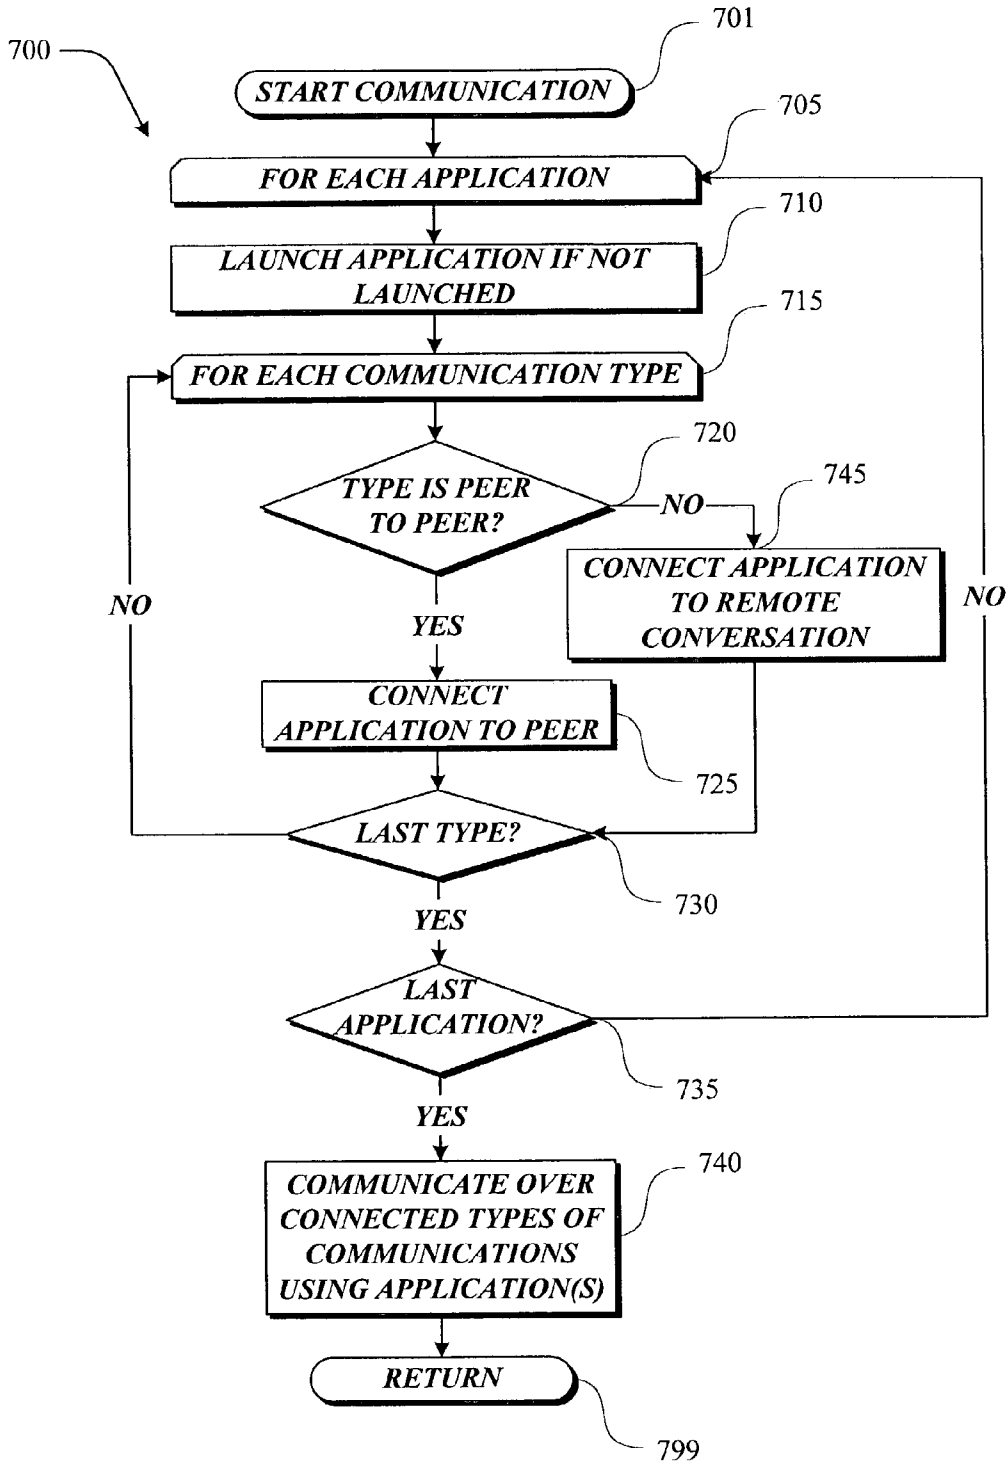 701
700
START COMMUNICATION
705
FOR EACH APPLICATION
710
LAUNCH APPLICATION IF NOT
LAUNCHED
715
FOR EACH COMMUNICATION TYPE
720
TYPE IS PEER
TO PEER?
NO
745
CONNECT APPLICATION
TO REMOTE
CONVERSATION
NO
NO
YES
CONNECT
APPLICATION TO PEER
725
LAST TYPE?
730
YES
LAST
APPLICATION?
735
YES
740
COMMUNICATE OVER
CONNECTED TYPES OF
COMMUNICATIONS
USING APPLICATION(S)
RETURN
799